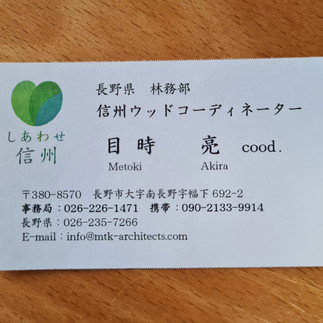 しあわせ
信州
長野県 林務部
信州ウッドコーディネーター
目時 亮 cood.
Metoki Akira
〒380-8570 長野市大字南長野字幅下 692-2
事務局：026-226-1471 携帯：090-2133-9914
長野県：026-235-7266
E-mail：info@mtk-architects.com